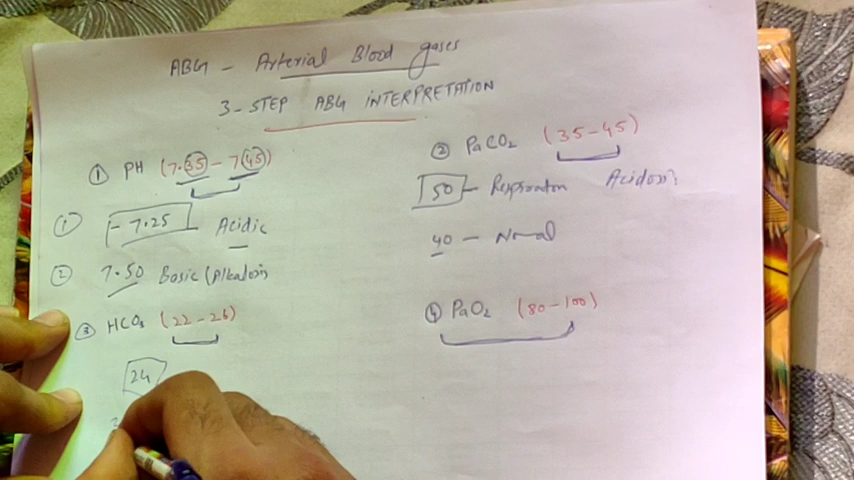 ABG - Arterial Blood gases
3-STEP ABG INTERPRETATION
① PH (7.35 - 7.45)
② PaCO₂ (35-45)
50 - Respiration Acidosis
① - 7.25 Acidic
40 - Normal
② 7.50 Basic (Alkalosis
③ HCO₃ (22-26)
④ PaO₂ (80-100)
24